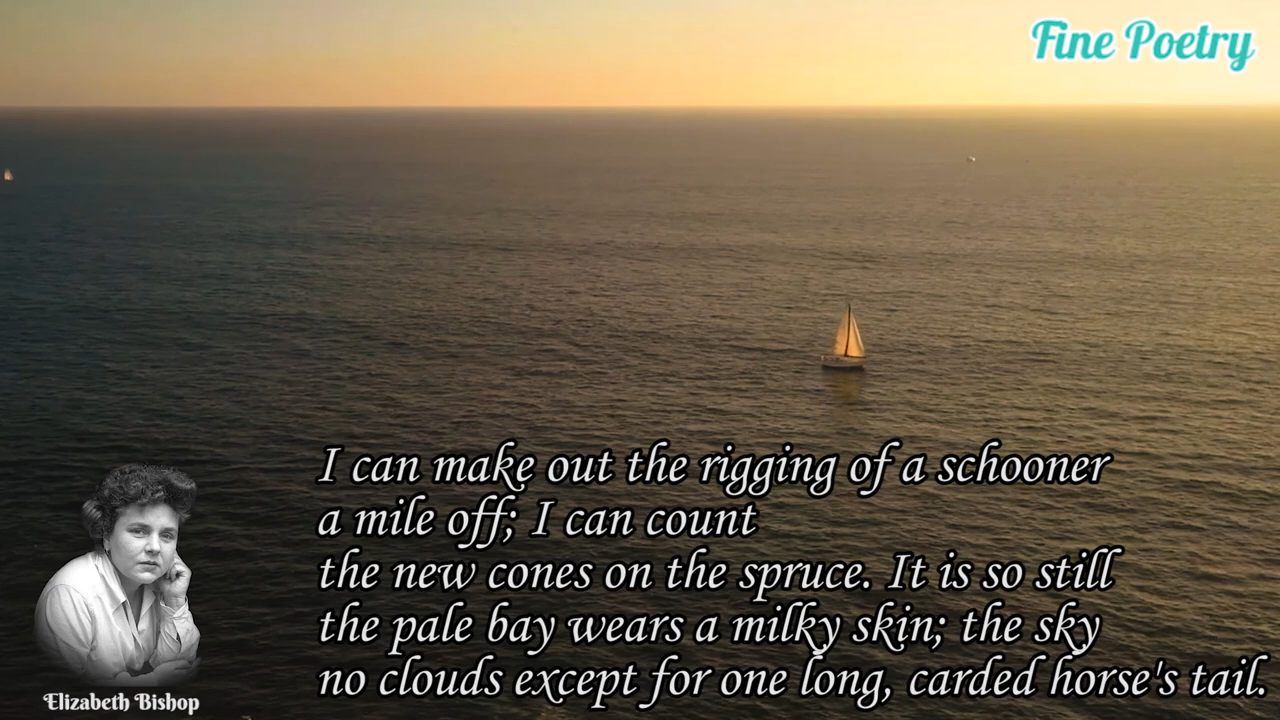 Fine Poetry
I can make out the rigging of a schooner
a mile off; I can count
the new cones on the spruce. It is so still
the pale bay wears a milky skin; the sky
no clouds except for one long, carded horse's tail.
Elizabeth Bishop